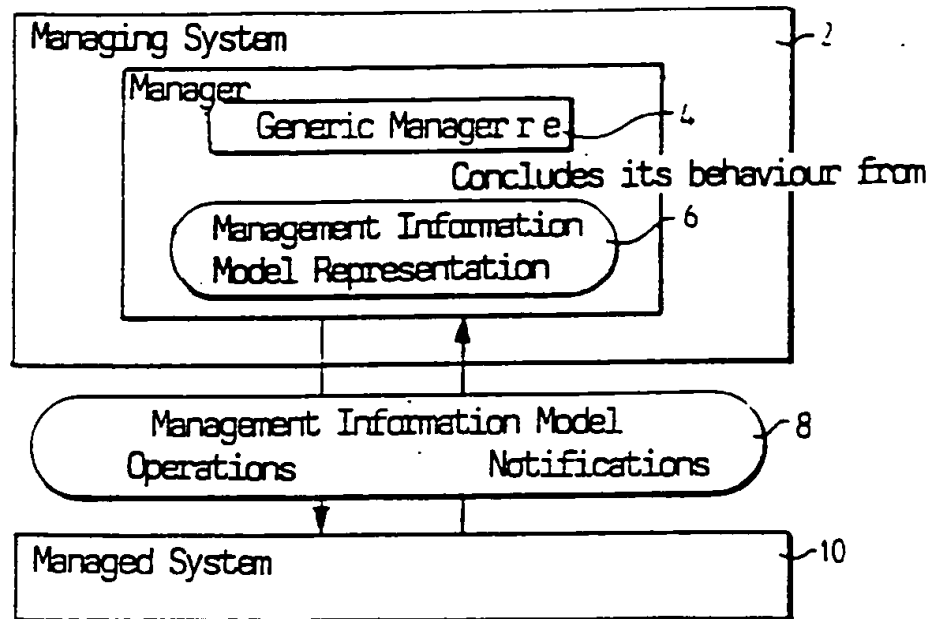 Managing System
2
Manager
Generic Manager r e
4
Concludes its behaviour from
Management Information
6
Model Representation
Management Information Model
8
Operations
Notifications
Managed System
10